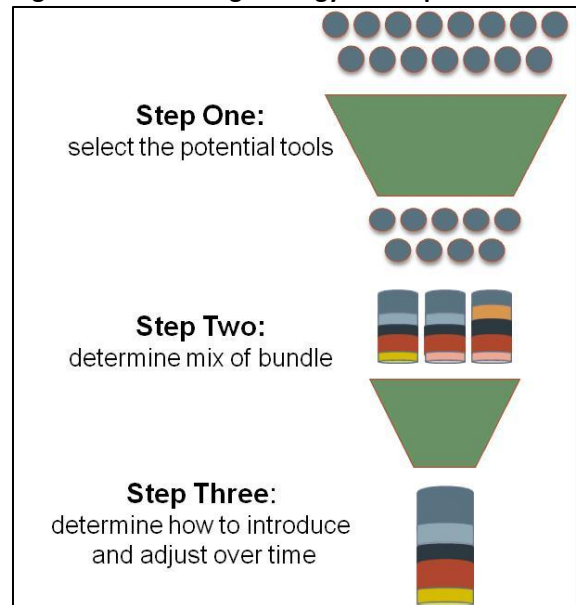 Step One:
select the potential tools
Step Two:
determine mix of bundle
Step Three:
determine how to introduce
and adjust over time